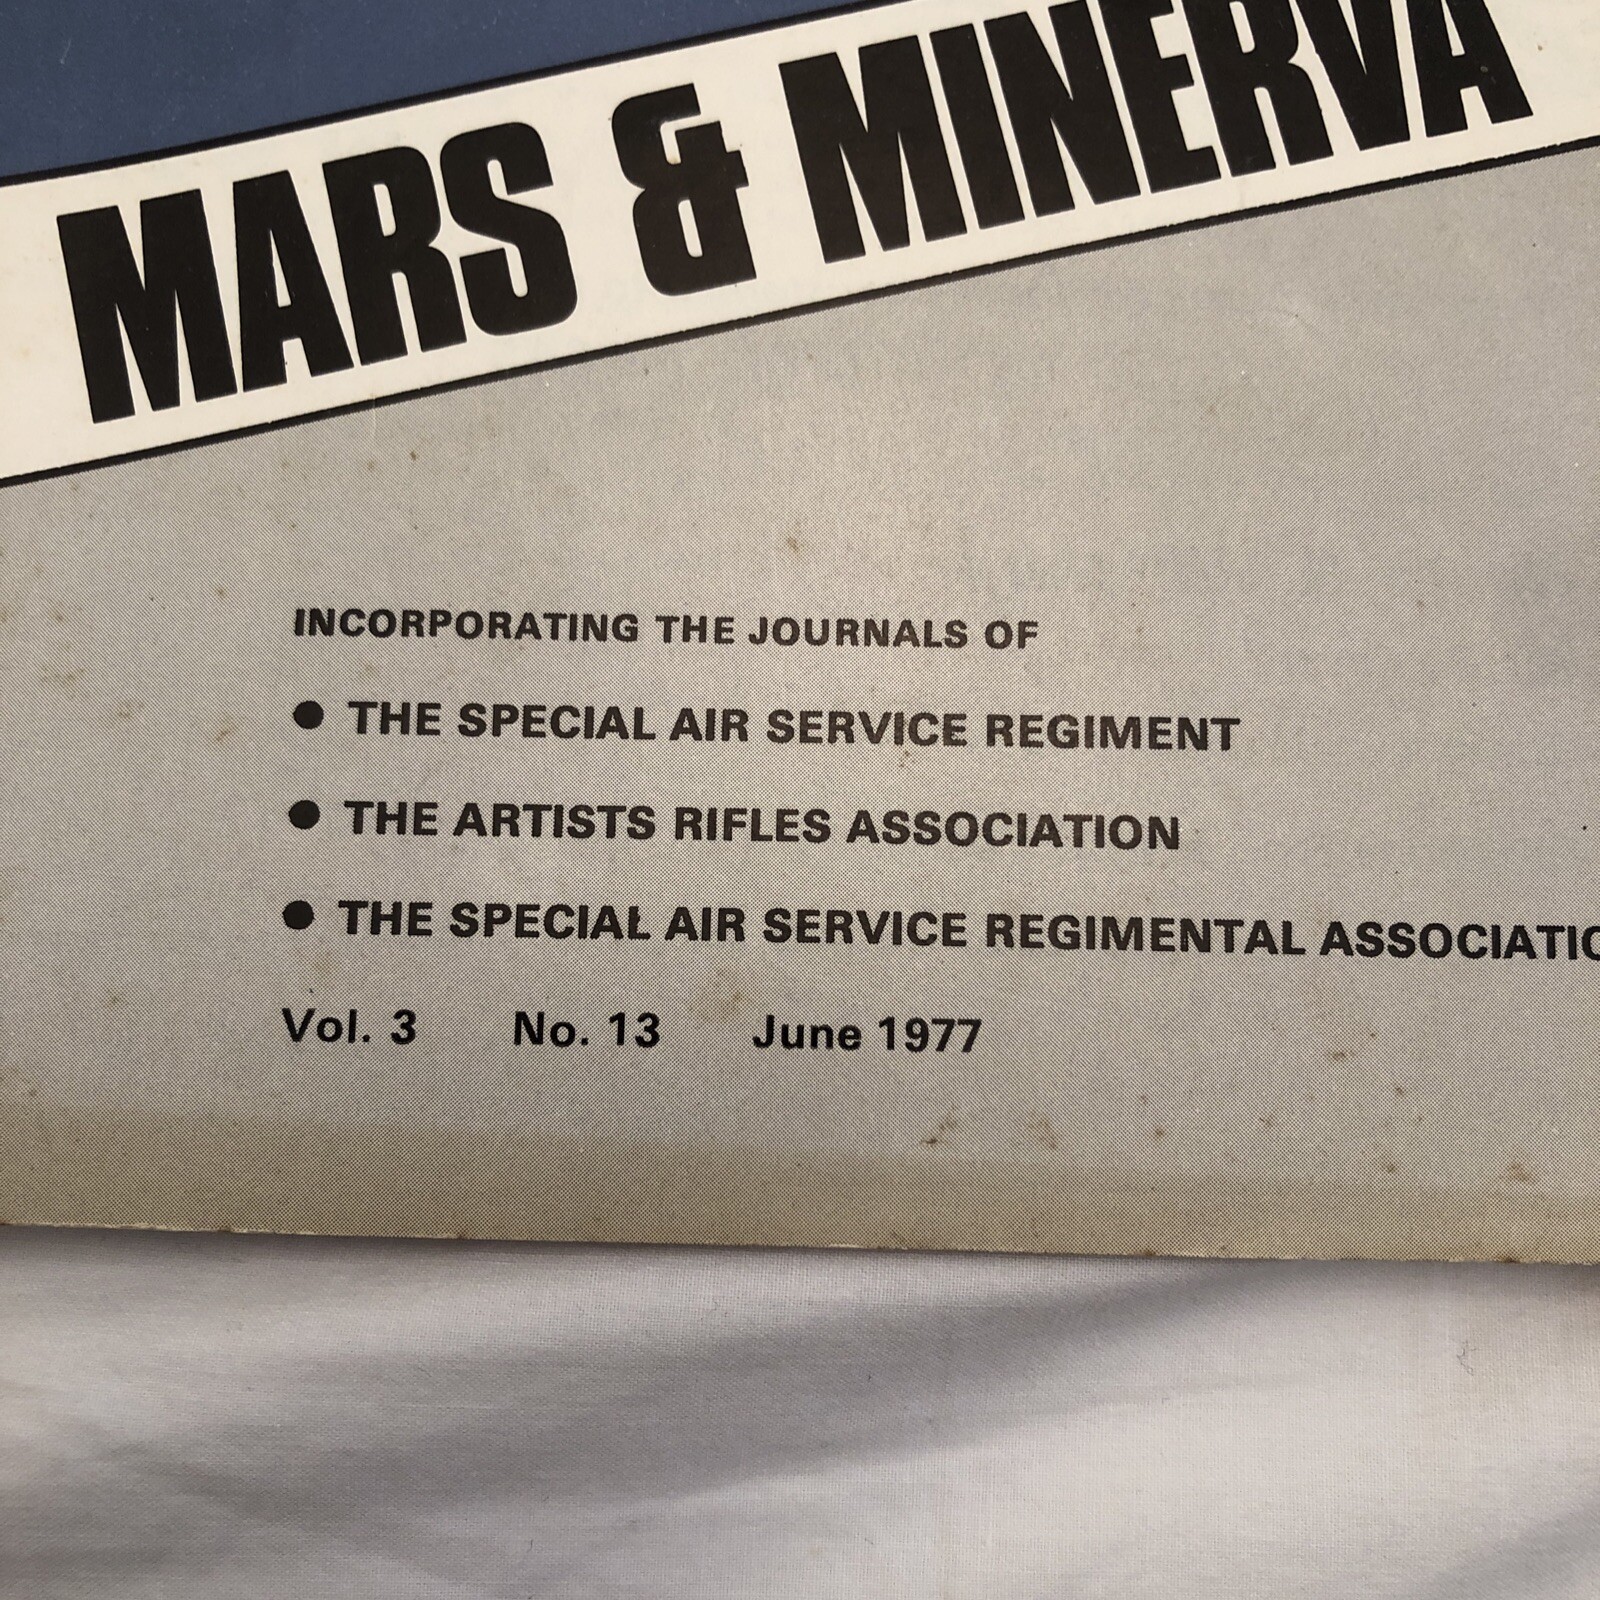 MARS & MINERVA
INCORPORATING THE JOURNALS OF
● THE SPECIAL AIR SERVICE REGIMENT
● THE ARTISTS RIFLES ASSOCIATION
● THE SPECIAL AIR SERVICE REGIMENTAL ASSOCIATIO
Vol. 3 No. 13 June 1977